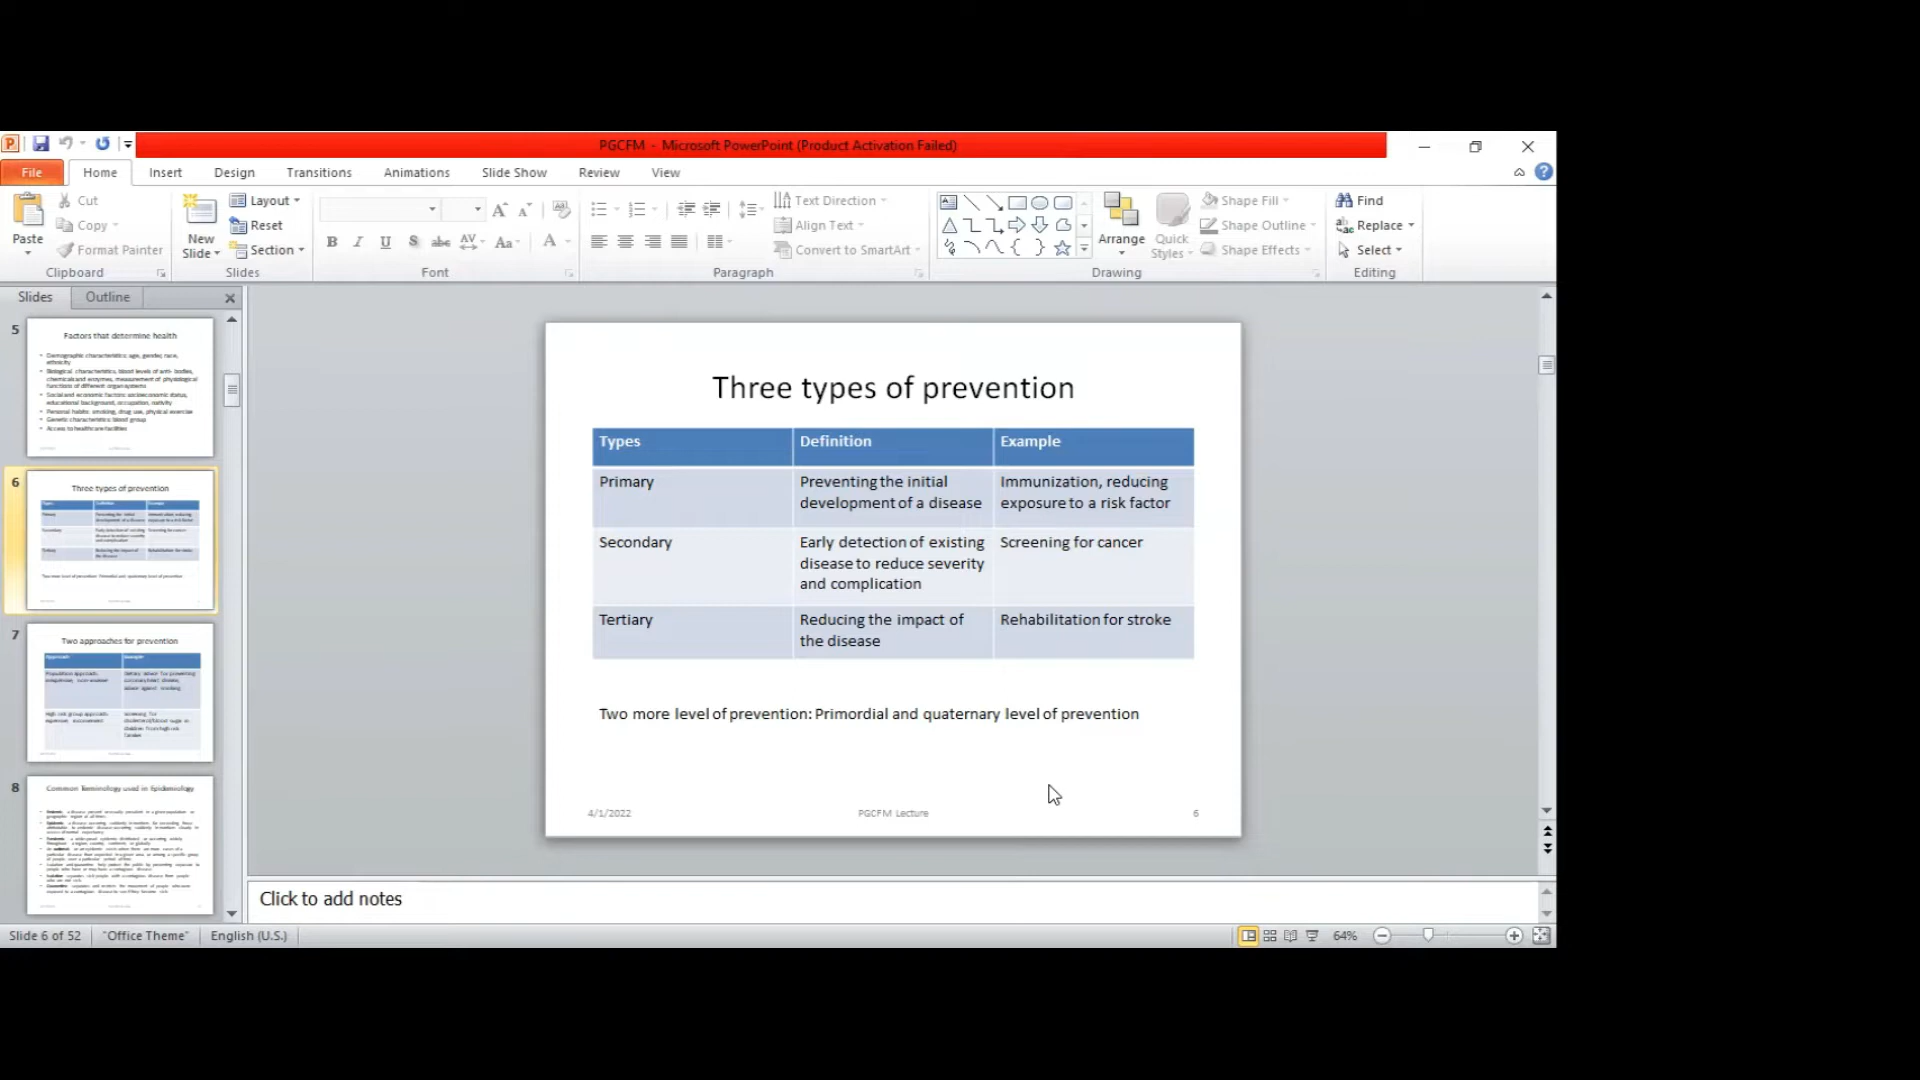 PGCFM - Microsoft PowerPoint (Product Activation Failed)
File Home Insert Design Transitions Animations Slide Show Review View
Paste
Cut
Copy
Format Painter
Clipboard
New
Slide
Layout
Reset
Section
Slides
Font
Text Direction
Align Text
Convert to SmartArt
Paragraph
Arrange
Quick
Styles
Shape Fill
Shape Outline
Shape Effects
Drawing
Find
Replace
Select
Editing
Slides Outline
5
Factors that determine health
6
Three types of prevention
7
Two approaches for prevention
8
Common Terminology used in Epidemiology
Three types of prevention
Types Definition Example
Primary
Preventing the initial
development of a disease
Immunization, reducing
exposure to a risk factor
Secondary
Early detection of existing
disease to reduce severity
and complication
Screening for cancer
Tertiary
Reducing the impact of
the disease
Rehabilitation for stroke
Two more level of prevention: Primordial and quaternary level of prevention
4/1/2022 PGCFM Lecture 6
Click to add notes
Slide 6 of 52 "Office Theme" English (U.S.) 64%